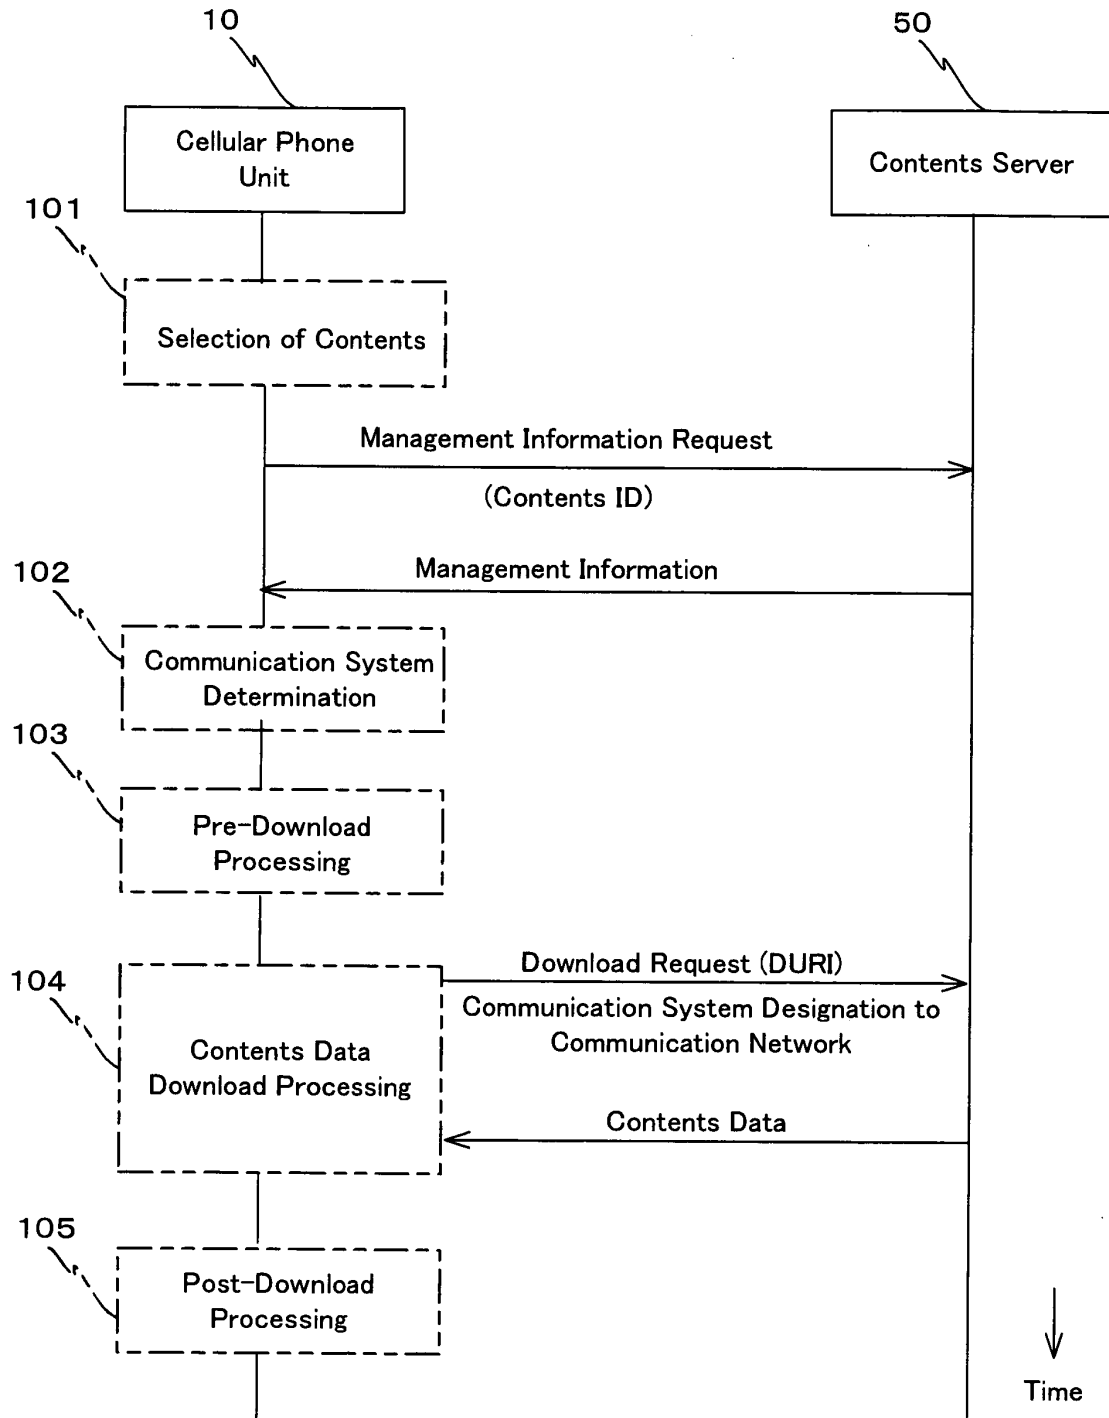 10
50
Cellular Phone
Unit
Contents Server
101
Selection of Contents
Management Information Request
(Contents ID)
Management Information
102
Communication System
Determination
103
Pre-Download
Processing
104
Contents Data
Download Processing
Download Request (DURI)
Communication System Designation to
Communication Network
Contents Data
105
Post-Download
Processing
Time